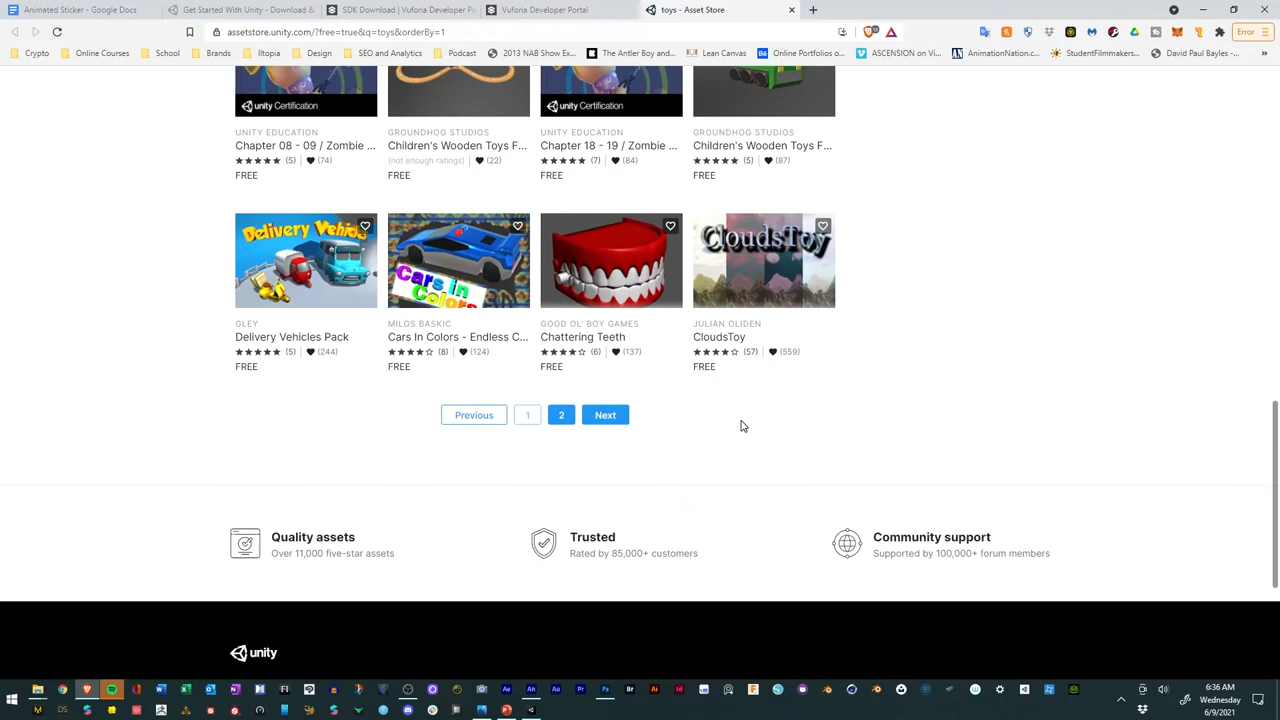 Animated Sticker - Google Docs
Get Started With Unity - Download &
SDK Download | Vuforia Developer Po
Vuforia Developer Portal
toys - Asset Store
assetstore.unity.com/?free=true&q=toys&orderBy=1
Error
Crypto
Online Courses
School
Brands
Iltopia
Design
SEO and Analytics
Podcast
2013 NAB Show Ex...
The Antler Boy and...
Lean Canvas
Online Portfolios o...
ASCENSION on Vi...
AnimationNation.c...
StudentFilmmakers...
David Paul Bayles -...
unity Certification
unity Certification
UNITY EDUCATION
GROUNDHOG STUDIOS
UNITY EDUCATION
GROUNDHOG STUDIOS
Chapter 08 - 09 / Zombie ...
Children's Wooden Toys F...
Chapter 18 - 19 / Zombie ...
Children's Wooden Toys F...
(5) (74)
(not enough ratings) (22)
(7) (84)
(5) (87)
FREE
FREE
FREE
FREE
Delivery Vehicle
Cars in
Colors
CloudsToy
GLEY
MILOS BASKIC
GOOD OL' BOY GAMES
JULIAN OLIDEN
Delivery Vehicles Pack
Cars In Colors - Endless C...
Chattering Teeth
CloudsToy
(5) (244)
(8) (124)
(6) (137)
(57) (559)
FREE
FREE
FREE
FREE
Previous
1
2
Next
Quality assets
Over 11,000 five-star assets
Trusted
Rated by 85,000+ customers
Community support
Supported by 100,000+ forum members
unity
6:36 AM
Wednesday
6/9/2021